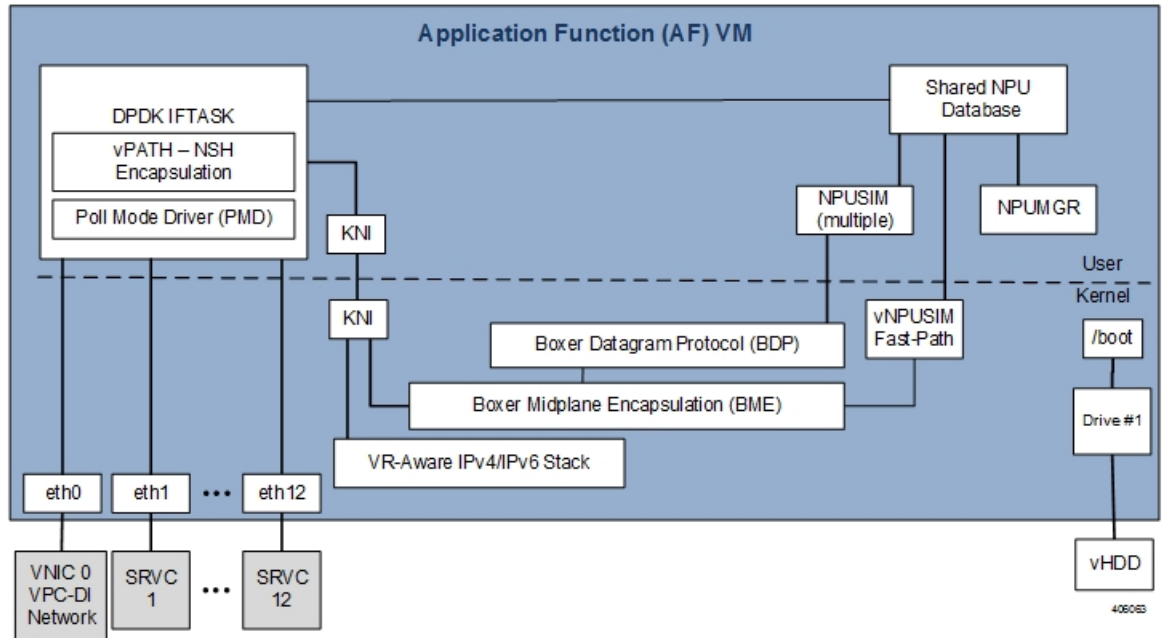 Application Function (AF) VM
DPDK IFTASK
vPATH – NSH
Encapsulation
Poll Mode Driver (PMD)
Shared NPU
Database
KNI
NPUSIM
(multiple)
NPUMGR
User
Kernel
KNI
Boxer Datagram Protocol (BDP)
vNPUSIM
Fast-Path
/boot
Boxer Midplane Encapsulation (BME)
Drive #1
VR-Aware IPv4/IPv6 Stack
eth0
eth1
•••
eth12
VNIC 0
VPC-DI
Network
SRVC
1
•••
SRVC
12
vHDD
406063